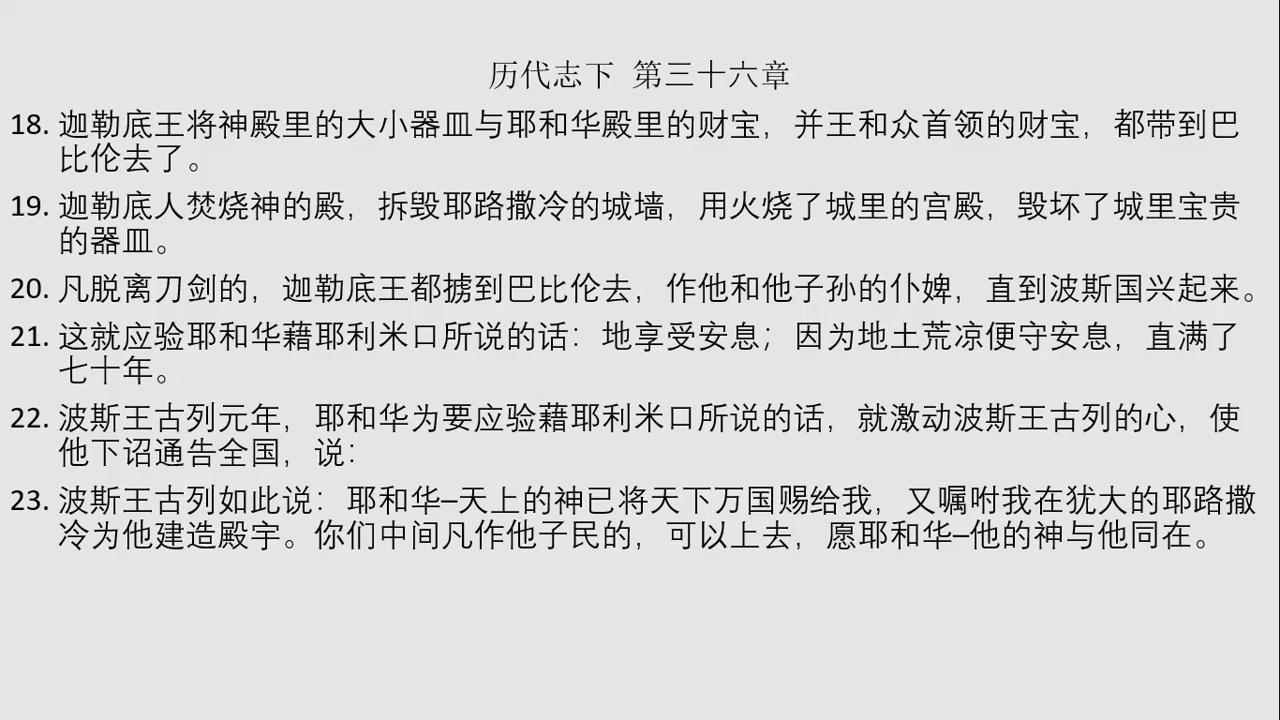 历代志下 第三十六章
18. 迦勒底王将神殿里的大小器皿与耶和华殿里的财宝，并王和众首领的财宝，都带到巴
比伦去了。
19. 迦勒底人焚烧神的殿，拆毁耶路撒冷的城墙，用火烧了城里的宫殿，毁坏了城里宝贵
的器皿。
20. 凡脱离刀剑的，迦勒底王都掳到巴比伦去，作他和他子孙的仆婢，直到波斯国兴起来。
21. 这就应验耶和华藉耶利米口所说的话：地享受安息；因为地土荒凉便守安息，直满了
七十年。
22. 波斯王古列元年，耶和华为要应验藉耶利米口所说的话，就激动波斯王古列的心，使
他下诏通告全国，说：
23. 波斯王古列如此说：耶和华—天上的神已将天下万国赐给我，又嘱咐我在犹大的耶路撒
冷为他建造殿宇。你们中间凡作他子民的，可以上去，愿耶和华—他的神与他同在。